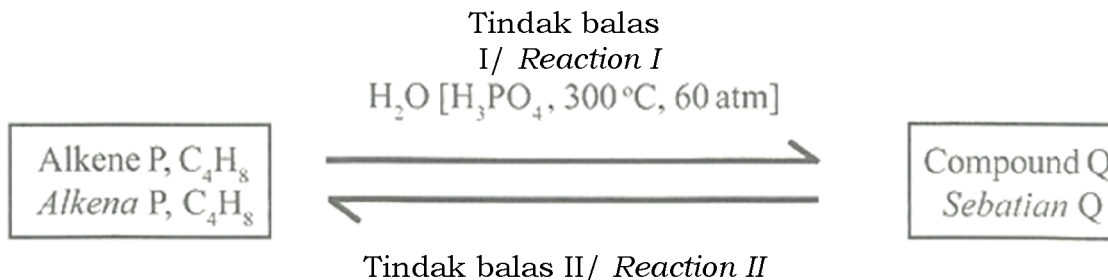 Tindak balas
I/ Reaction I
H₂O [H₃PO₄, 300 °C, 60 atm]
Alkene P, C₄H₈
Alkena P, C₄H₈
Compound Q
Sebatian Q
Tindak balas II/ Reaction II